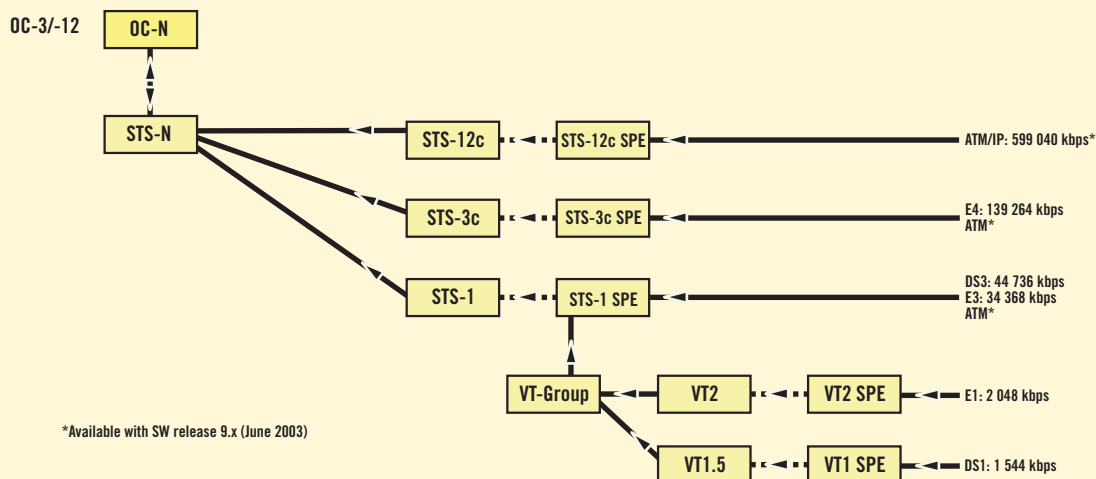 OC-3/-12
OC-N
STS-N
STS-12c
STS-12c SPE
ATM/IP: 599 040 kbps*
STS-3c
STS-3c SPE
E4: 139 264 kbps
ATM*
STS-1
STS-1 SPE
DS3: 44 736 kbps
E3: 34 368 kbps
ATM*
VT-Group
VT2
VT2 SPE
E1: 2 048 kbps
*Available with SW release 9.x (June 2003)
VT1.5
VT1 SPE
DS1: 1 544 kbps